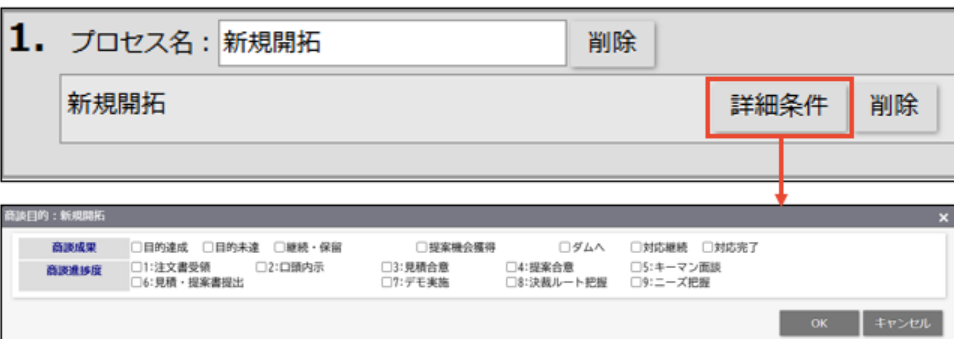 1. プロセス名：新規開拓 削除
新規開拓 詳細条件 削除
商談目的：新規開拓 ×
商談成果 □目的達成 □目的未達 □継続・保留 □提案機会獲得 □ダムへ □対応継続 □対応完了
商談進捗度 □1:注文書受領 □2:口頭内示 □3:見積合意 □4:提案合意 □5:キーマン面談
□6:見積・提案書提出 □7:デモ実施 □8:決裁ルート把握 □9:ニーズ把握
OK キャンセル